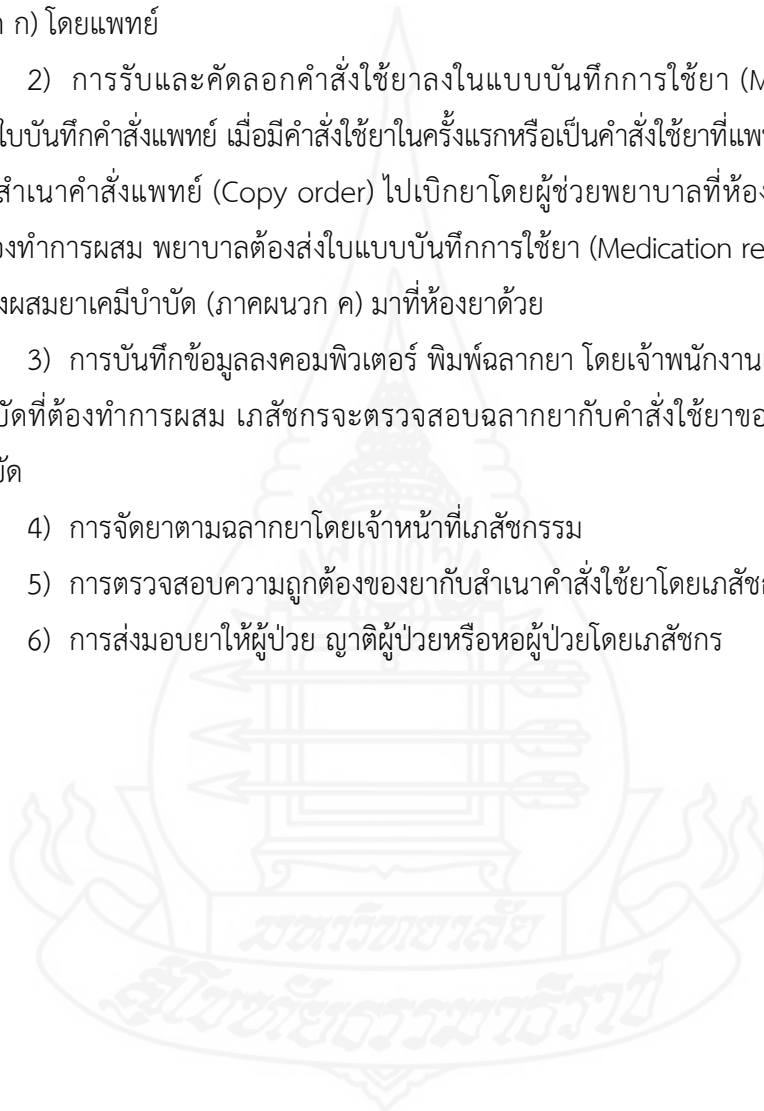 ก) โดยแพทย์
2) การรับและคัดลอกคำสั่งใช้ยาลงในแบบบันทึกการใช้ยา
ใบบันทึกคำสั่งแพทย์ เมื่อมีคำสั่งใช้ยาในครั้งแรกหรือเป็นคำสั่งใช้ยาที่
สำเนาคำสั่งแพทย์ (Copy order) ไปเบิกยาโดยผู้ช่วยพยาบาลที่ห้อง
ทำการผสม พยาบาลต้องส่งใบแบบบันทึกการใช้ยา (Medication
ผสมยาเคมีบำบัด (ภาคผนวก ค) มาที่ห้องยาด้วย
3) การบันทึกข้อมูลลงคอมพิวเตอร์ พิมพ์ฉลากยา โดยเจ้าพนักงาน
ที่ต้องทำการผสม เภสัชกรจะตรวจสอบฉลากยากับคำสั่งใช้ยา
4) การจัดยาตามฉลากยาโดยเจ้าหน้าที่เภสัชกรรม
5) การตรวจสอบความถูกต้องของยากับสำเนาคำสั่งใช้ยาโดย
6) การส่งมอบยาให้ผู้ป่วย ญาติผู้ป่วยหรือหอผู้ป่วยโดยเภสัชกร
มหาวิทยาลัย
สุโขทัยธรรมาธิราช